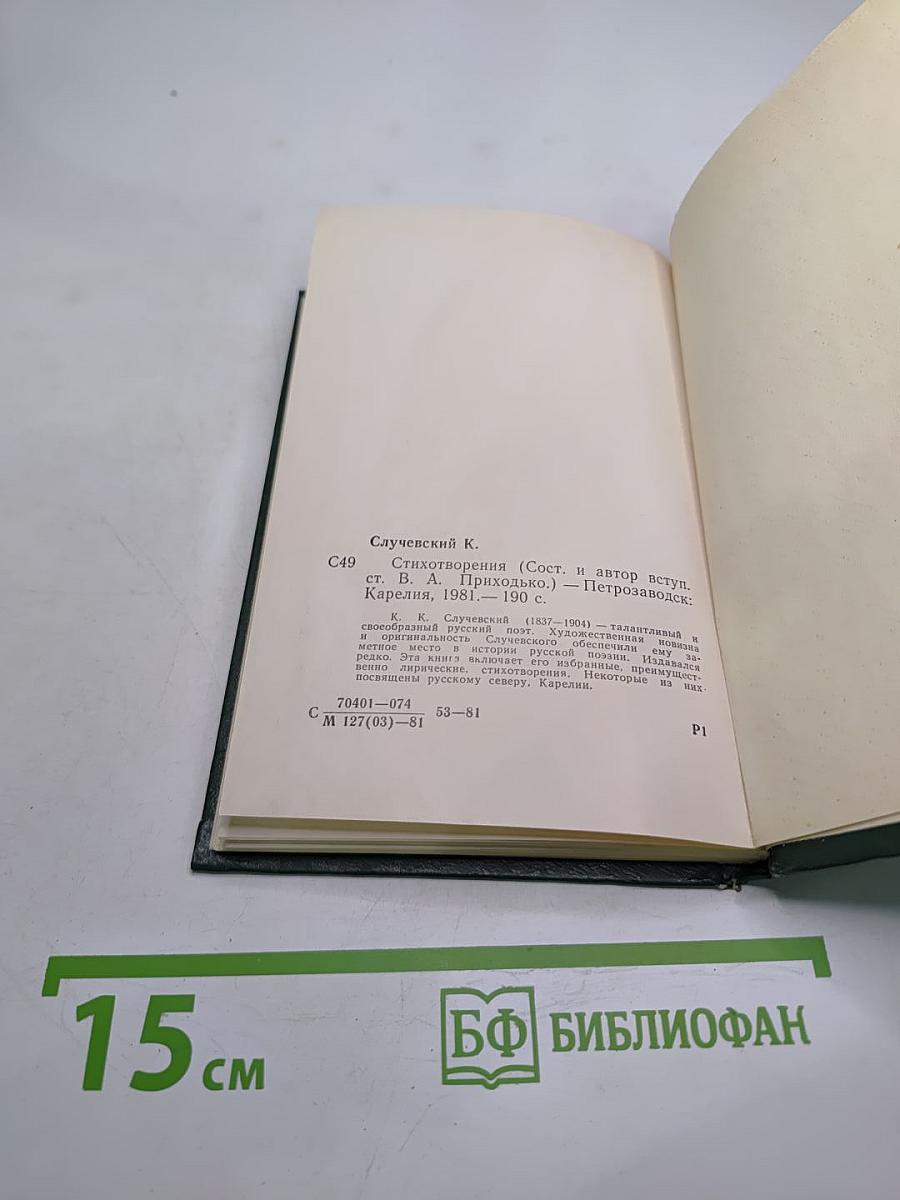 Случевский К.
С49 Стихотворения (Сост. и автор вступ.
ст. В. А. Приходько.) — Петрозаводск:
Карелия, 1981.— 190 с.
К. К. Случевский (1837—1904) — талантливый и
своеобразный русский поэт. Художественная новизна
и оригинальность Случевского обеспечили ему за-
метное место в истории русской поэзии. Издавался
редко. Эта книга включает его избранные, преимущест-
венно лирические, стихотворения. Некоторые из них
посвящены русскому северу, Карелии.
70401—074
С М 127(03)—81 53—81
Р1
15 см
БФ БИБЛИОФАН